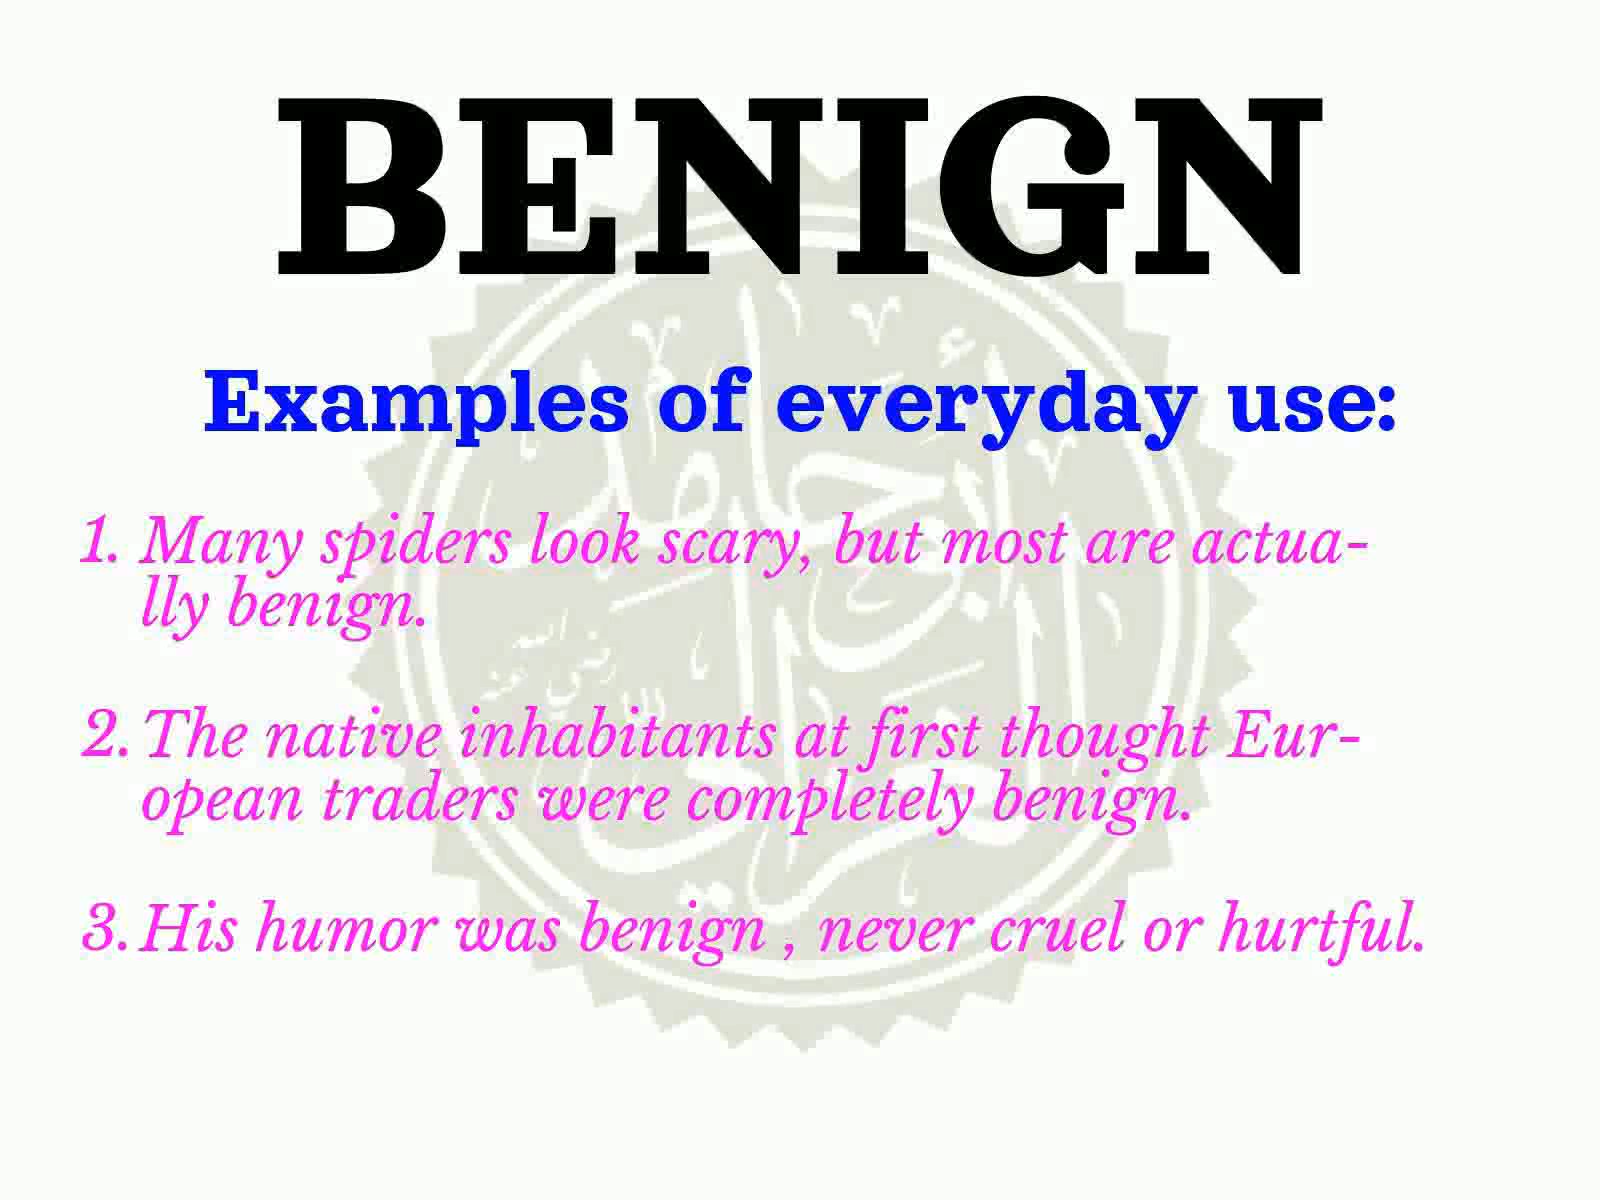 BENIGN
Examples of everyday use:
1. Many spiders look scary, but most are actua-
lly benign.
2. The native inhabitants at first thought Eur-
opean traders were completely benign.
3. His humor was benign , never cruel or hurtful.